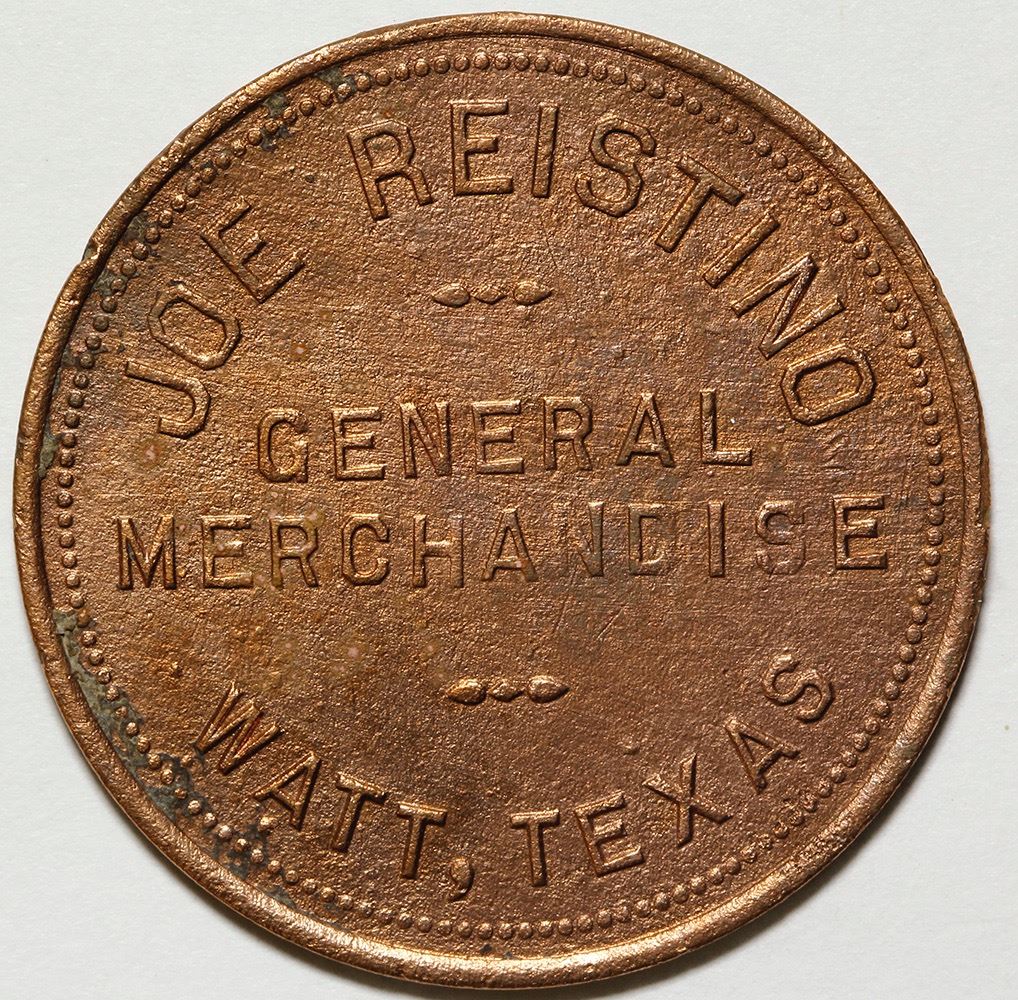 JOE REISTINO
GENERAL
MERCHANDISE
WATT, TEXAS